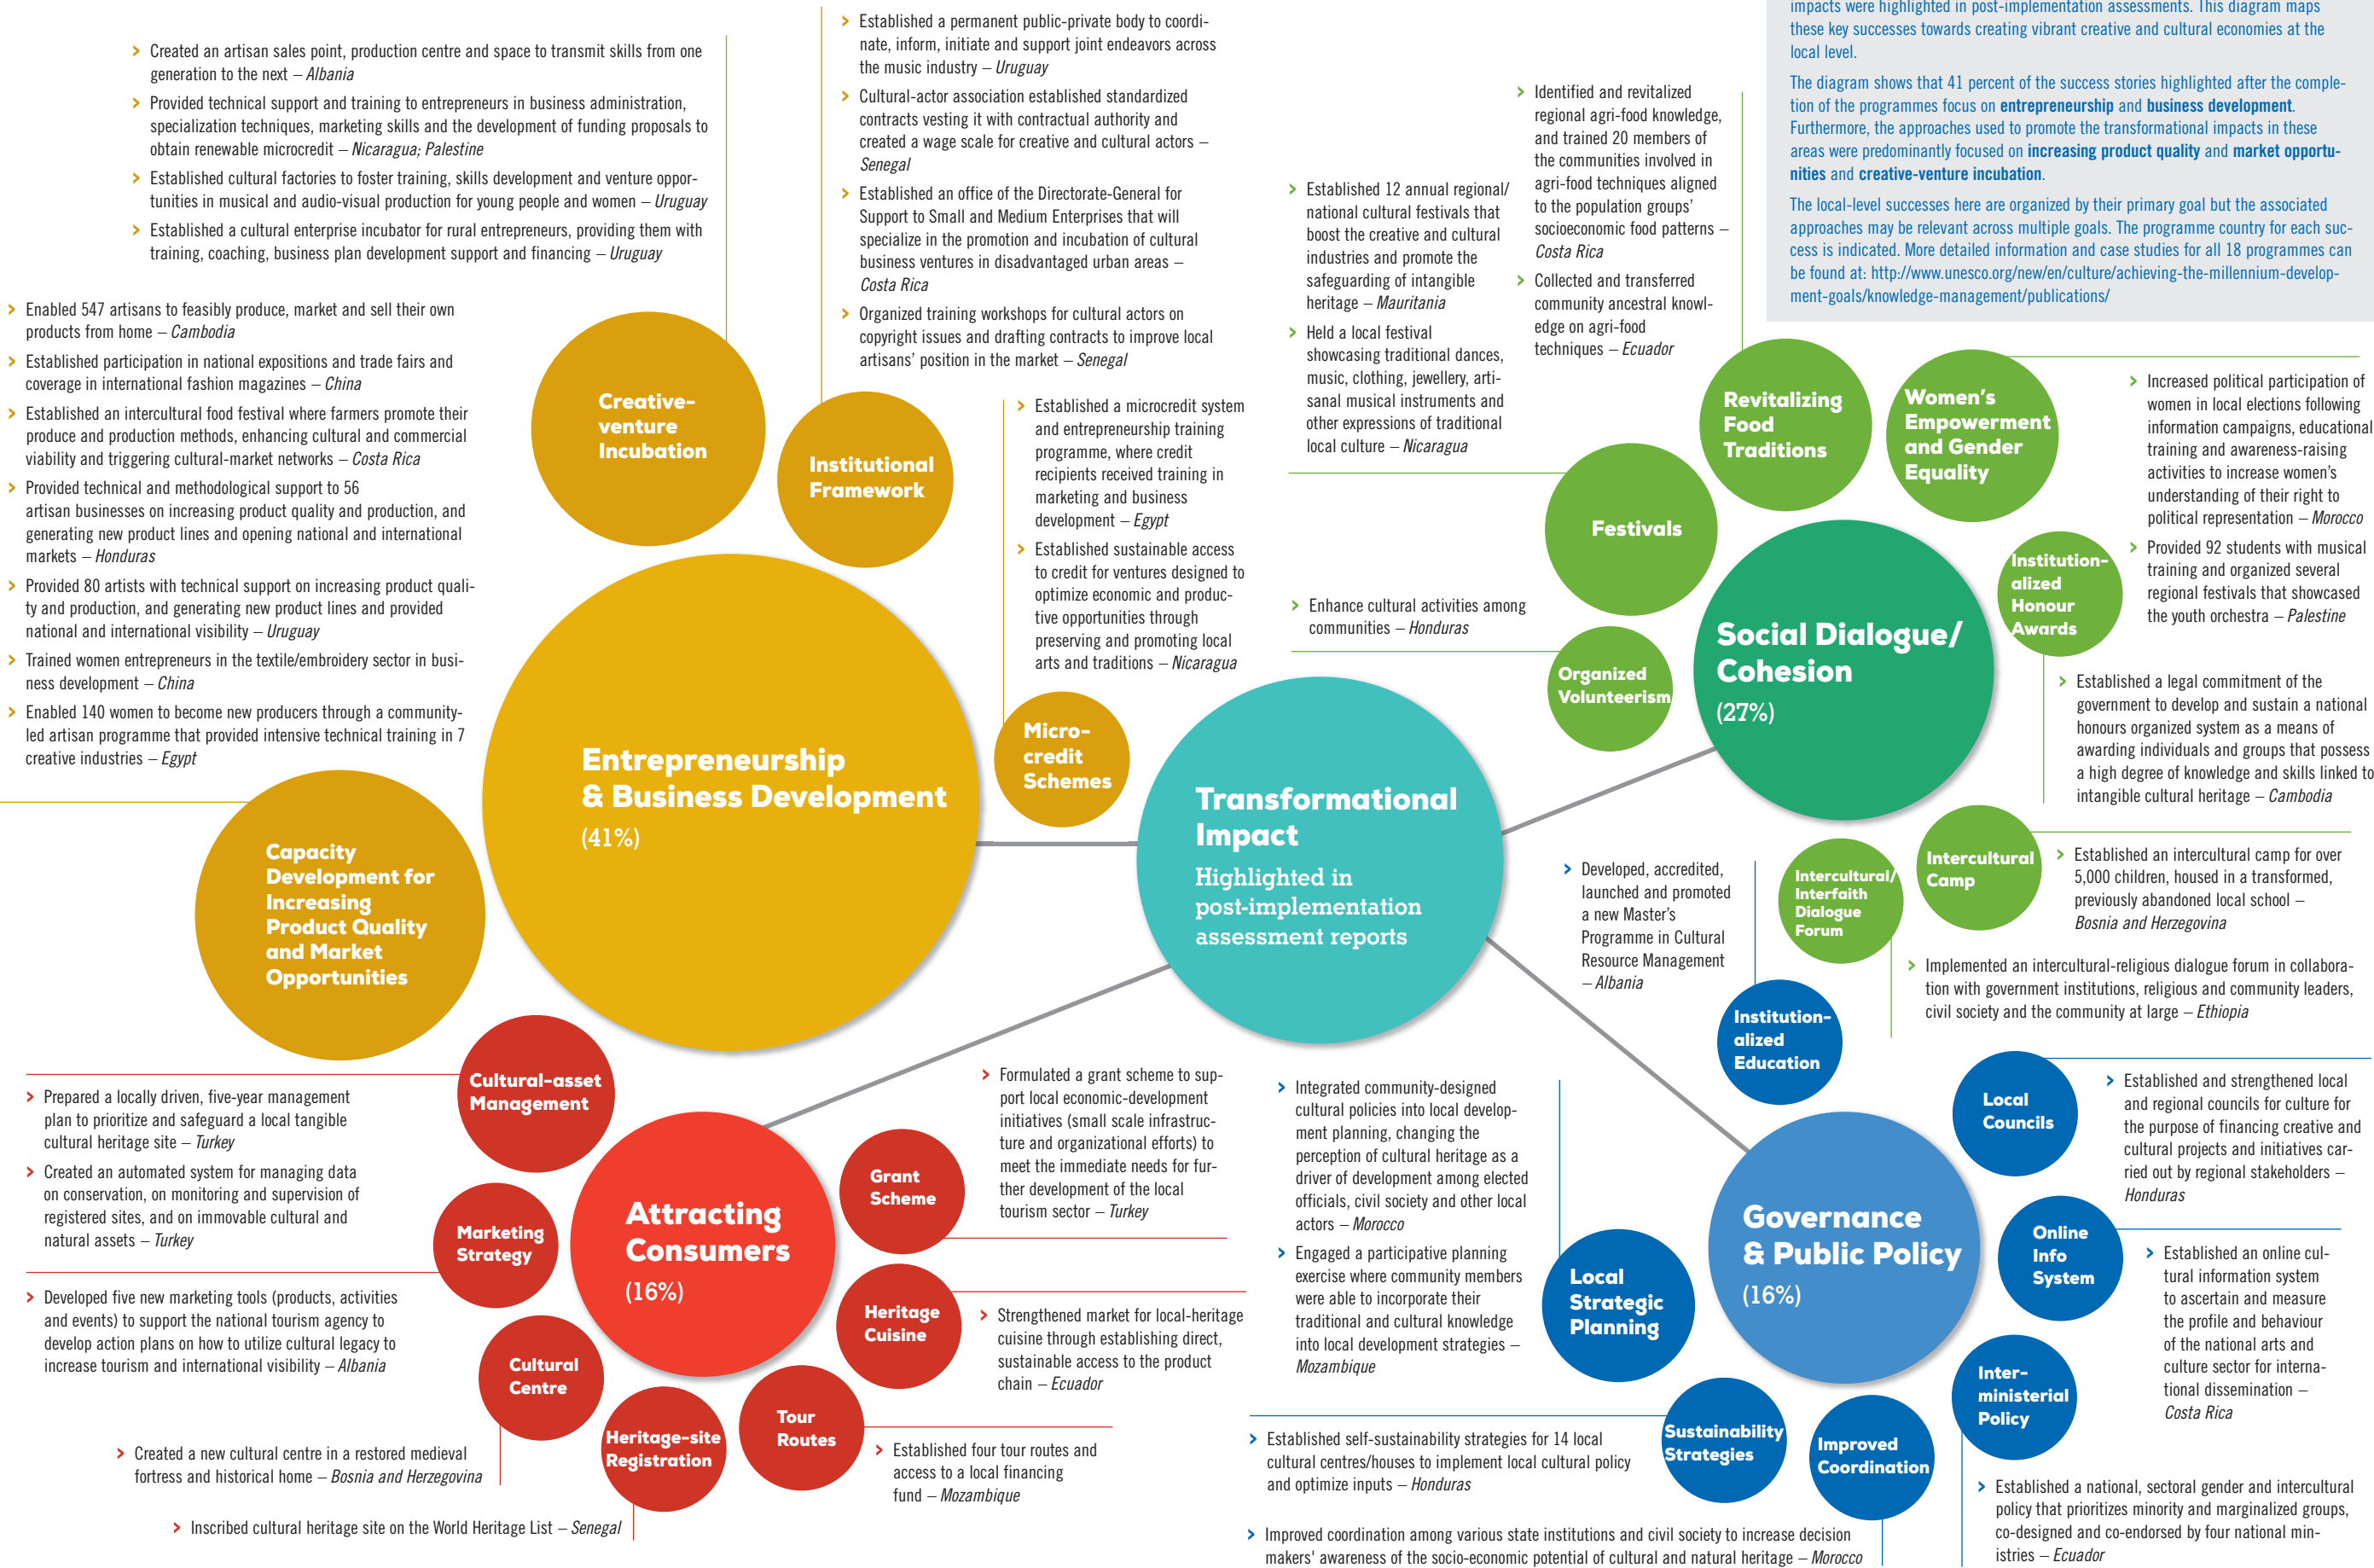 impacts were highlighted in post-implementation assessments. This diagram maps
these key successes towards creating vibrant creative and cultural economies at the
local level.
The diagram shows that 41 percent of the success stories highlighted after the comple-
tion of the programmes focus on entrepreneurship and business development.
Furthermore, the approaches used to promote the transformational impacts in these
areas were predominantly focused on increasing product quality and market opportu-
nities and creative-venture incubation.
The local-level successes here are organized by their primary goal but the associated
approaches may be relevant across multiple goals. The programme country for each suc-
cess is indicated. More detailed information and case studies for all 18 programmes can
be found at: http://www.unesco.org/new/en/culture/achieving-the-millennium-develop-
ment-goals/knowledge-management/publications/
> Created an artisan sales point, production centre and space to transmit skills from one
generation to the next – Albania
> Provided technical support and training to entrepreneurs in business administration,
specialization techniques, marketing skills and the development of funding proposals to
obtain renewable microcredit – Nicaragua; Palestine
> Established cultural factories to foster training, skills development and venture oppor-
tunities in musical and audio-visual production for young people and women – Uruguay
> Established a cultural enterprise incubator for rural entrepreneurs, providing them with
training, coaching, business plan development support and financing – Uruguay
Creative-
venture
Incubation
> Established a permanent public-private body to coordi-
nate, inform, initiate and support joint endeavors across
the music industry – Uruguay
> Cultural-actor association established standardized
contracts vesting it with contractual authority and
created a wage scale for creative and cultural actors –
Senegal
> Established an office of the Directorate-General for
Support to Small and Medium Enterprises that will
specialize in the promotion and incubation of cultural
business ventures in disadvantaged urban areas –
Costa Rica
> Organized training workshops for cultural actors on
copyright issues and drafting contracts to improve local
artisans' position in the market – Senegal
Institutional
Framework
> Enabled 547 artisans to feasibly produce, market and sell their own
products from home – Cambodia
> Established participation in national expositions and trade fairs and
coverage in international fashion magazines – China
> Established an intercultural food festival where farmers promote their
produce and production methods, enhancing cultural and commercial
viability and triggering cultural-market networks – Costa Rica
> Provided technical and methodological support to 56
artisan businesses on increasing product quality and production, and
generating new product lines and opening national and international
markets – Honduras
> Provided 80 artists with technical support on increasing product quali-
ty and production, and generating new product lines and provided
national and international visibility – Uruguay
> Trained women entrepreneurs in the textile/embroidery sector in busi-
ness development – China
> Enabled 140 women to become new producers through a community-
led artisan programme that provided intensive technical training in 7
creative industries – Egypt
Capacity
Development for
Increasing
Product Quality
and Market
Opportunities
Entrepreneurship
& Business Development
(41%)
> Established a microcredit system
and entrepreneurship training
programme, where credit
recipients received training in
marketing and business
development – Egypt
> Established sustainable access
to credit for ventures designed to
optimize economic and produc-
tive opportunities through
preserving and promoting local
arts and traditions – Nicaragua
Micro-
credit
Schemes
Transformational
Impact
Highlighted in
post-implementation
assessment reports
> Established 12 annual regional/
national cultural festivals that
boost the creative and cultural
industries and promote the
safeguarding of intangible
heritage – Mauritania
> Held a local festival
showcasing traditional dances,
music, clothing, jewellery, arti-
sanal musical instruments and
other expressions of traditional
local culture – Nicaragua
Festivals
> Identified and revitalized
regional agri-food knowledge,
and trained 20 members of
the communities involved in
agri-food techniques aligned
to the population groups'
socioeconomic food patterns –
Costa Rica
> Collected and transferred
community ancestral knowl-
edge on agri-food
techniques – Ecuador
Revitalizing
Food
Traditions
Women's
Empowerment
and Gender
Equality
> Increased political participation of
women in local elections following
information campaigns, educational
training and awareness-raising
activities to increase women's
understanding of their right to
political representation – Morocco
> Provided 92 students with musical
training and organized several
regional festivals that showcased
the youth orchestra – Palestine
Institution-
alized
Honour
Awards
> Established a legal commitment of the
government to develop and sustain a national
honours organized system as a means of
awarding individuals and groups that possess
a high degree of knowledge and skills linked to
intangible cultural heritage – Cambodia
> Enhance cultural activities among
communities – Honduras
Organized
Volunteerism
Social Dialogue/
Cohesion
(27%)
Intercultural
Camp
> Established an intercultural camp for over
5,000 children, housed in a transformed,
previously abandoned local school –
Bosnia and Herzegovina
Intercultural/
Interfaith
Dialogue
Forum
> Implemented an intercultural-religious dialogue forum in collabora-
tion with government institutions, religious and community leaders,
civil society and the community at large – Ethiopia
> Developed, accredited,
launched and promoted
a new Master's
Programme in Cultural
Resource Management
– Albania
Institution-
alized
Education
Local
Councils
> Established and strengthened local
and regional councils for culture for
the purpose of financing creative and
cultural projects and initiatives car-
ried out by regional stakeholders –
Honduras
Online
Info
System
> Established an online cul-
tural information system
to ascertain and measure
the profile and behaviour
of the national arts and
culture sector for interna-
tional dissemination –
Costa Rica
Governance
& Public Policy
(16%)
> Integrated community-designed
cultural policies into local develop-
ment planning, changing the
perception of cultural heritage as a
driver of development among elected
officials, civil society and other local
actors – Morocco
> Engaged a participative planning
exercise where community members
were able to incorporate their
traditional and cultural knowledge
into local development strategies –
Mozambique
Local
Strategic
Planning
Inter-
ministerial
Policy
> Established a national, sectoral gender and intercultural
policy that prioritizes minority and marginalized groups,
co-designed and co-endorsed by four national min-
istries – Ecuador
Sustainability
Strategies
> Established self-sustainability strategies for 14 local
cultural centres/houses to implement local cultural policy
and optimize inputs – Honduras
Improved
Coordination
> Improved coordination among various state institutions and civil society to increase decision
makers' awareness of the socio-economic potential of cultural and natural heritage – Morocco
Cultural-asset
Management
> Prepared a locally driven, five-year management
plan to prioritize and safeguard a local tangible
cultural heritage site – Turkey
> Created an automated system for managing data
on conservation, on monitoring and supervision of
registered sites, and on immovable cultural and
natural assets – Turkey
Marketing
Strategy
> Developed five new marketing tools (products, activities
and events) to support the national tourism agency to
develop action plans on how to utilize cultural legacy to
increase tourism and international visibility – Albania
Attracting
Consumers
(16%)
Grant
Scheme
> Formulated a grant scheme to sup-
port local economic-development
initiatives (small scale infrastruc-
ture and organizational efforts) to
meet the immediate needs for fur-
ther development of the local
tourism sector – Turkey
Heritage
Cuisine
> Strengthened market for local-heritage
cuisine through establishing direct,
sustainable access to the product
chain – Ecuador
Cultural
Centre
> Created a new cultural centre in a restored medieval
fortress and historical home – Bosnia and Herzegovina
Heritage-site
Registration
> Inscribed cultural heritage site on the World Heritage List – Senegal
Tour
Routes
> Established four tour routes and
access to a local financing
fund – Mozambique